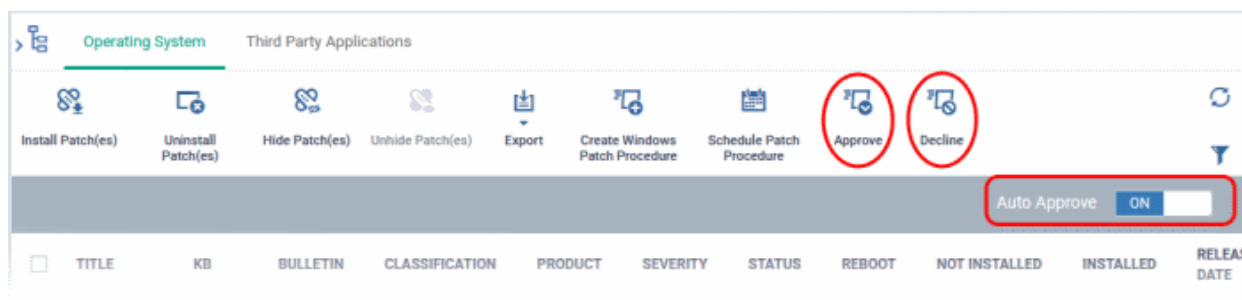 Operating System Third Party Applications
Install Patch(es) Uninstall Patch(es) Hide Patch(es) Unhide Patch(es) Export Create Windows Patch Procedure Schedule Patch Procedure Approve Decline
Auto Approve ON
TITLE KB BULLETIN CLASSIFICATION PRODUCT SEVERITY STATUS REBOOT NOT INSTALLED INSTALLED RELEAS DATE